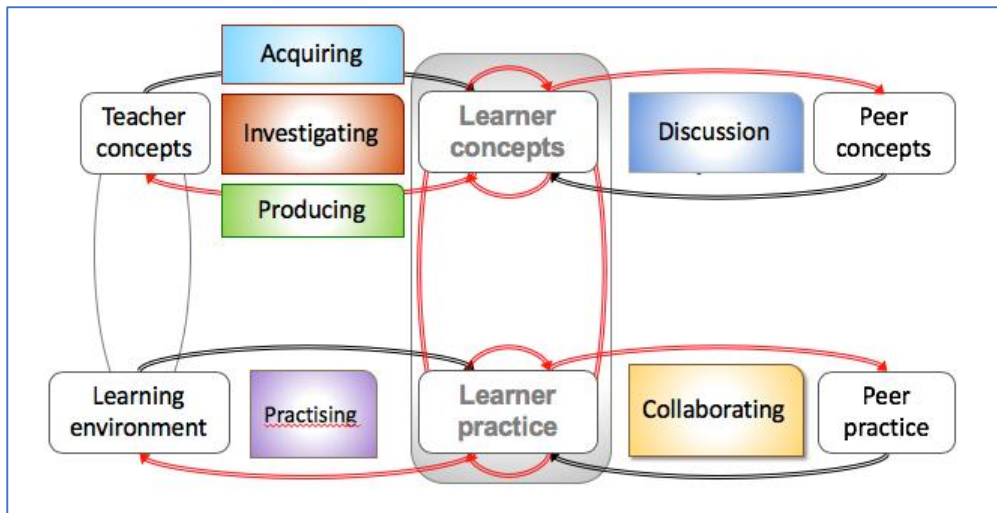 Acquiring
Teacher
concepts
Investigating
Learner
concepts
Discussion
Peer
concepts
Producing
Learning
environment
Practising
Learner
practice
Collaborating
Peer
practice